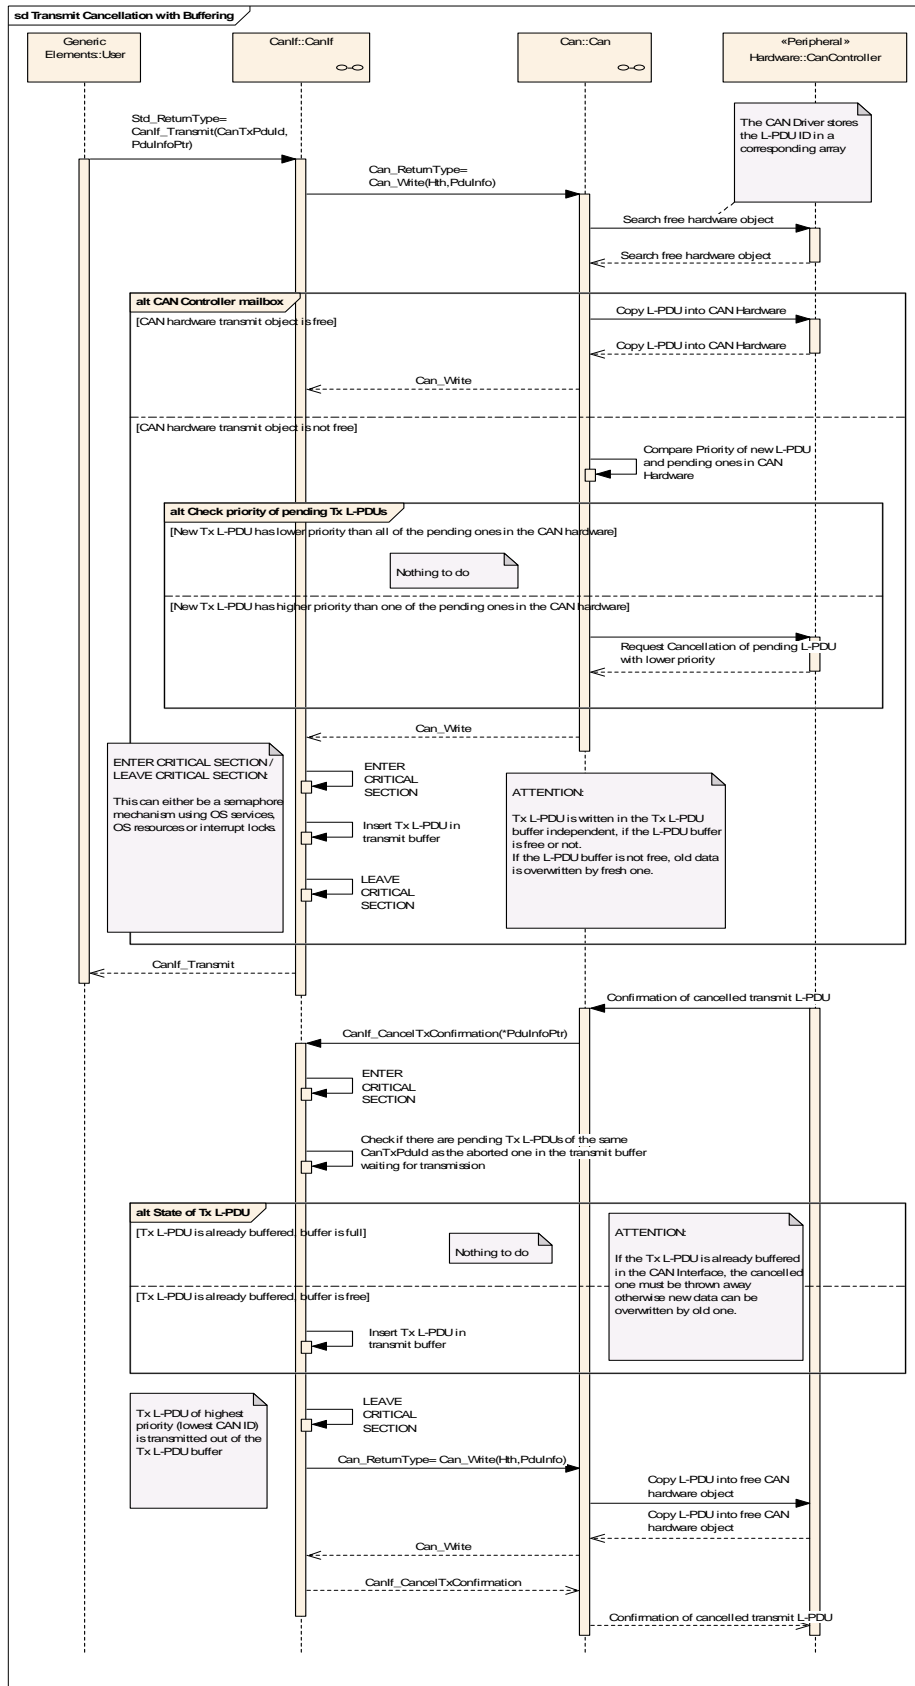 sd Transmit Cancellation with Buffering
Generic
Elements::User
CanIf::CanIf
Can::Can
«Peripheral»
Hardware::CanController
The CAN Driver stores
the L-PDU ID in a
corresponding array
Std_ReturnType=
CanIf_Transmit(CanTxPduId,
PduInfoPtr)
Can_ReturnType=
Can_Write(Hth,PduInfo)
Search free hardware object
Search free hardware object
alt CAN Controller mailbox
[CAN hardware transmit object is free]
Copy L-PDU into CAN Hardware
Copy L-PDU into CAN Hardware
Can_Write
[CAN hardware transmit object is not free]
Compare Priority of new L-PDU
and pending ones in CAN
Hardware
alt Check priority of pending Tx L-PDUs
[New Tx L-PDU has lower priority than all of the pending ones in the CAN hardware]
Nothing to do
[New Tx L-PDU has higher priority than one of the pending ones in the CAN hardware]
Request Cancellation of pending L-PDU
with lower priority
Can_Write
ENTER CRITICAL SECTION /
LEAVE CRITICAL SECTION:
This can either be a semaphore
mechanism using OS services,
OS resources or interrupt locks.
ENTER
CRITICAL
SECTION
Insert Tx L-PDU in
transmit buffer
LEAVE
CRITICAL
SECTION
ATTENTION:
Tx L-PDU is written in the Tx L-PDU
buffer independent, if the L-PDU buffer
is free or not.
If the L-PDU buffer is not free, old data
is overwritten by fresh one.
CanIf_Transmit
Confirmation of cancelled transmit L-PDU
CanIf_CancelTxConfirmation(*PduInfoPtr)
ENTER
CRITICAL
SECTION
Check if there are pending Tx L-PDUs of the same
CanTxPduId as the aborted one in the transmit buffer
waiting for transmission
alt State of Tx L-PDU
[Tx L-PDU is already buffered, buffer is full]
Nothing to do
ATTENTION:
If the Tx L-PDU is already buffered
in the CAN Interface, the cancelled
one must be thrown away
otherwise new data can be
overwritten by old one.
[Tx L-PDU is already buffered, buffer is free]
Insert Tx L-PDU in
transmit buffer
Tx L-PDU of highest
priority (lowest CAN ID)
is transmitted out of the
Tx L-PDU buffer
LEAVE
CRITICAL
SECTION
Can_ReturnType= Can_Write(Hth,PduInfo)
Copy L-PDU into free CAN
hardware object
Copy L-PDU into free CAN
hardware object
Can_Write
CanIf_CancelTxConfirmation
Confirmation of cancelled transmit L-PDU